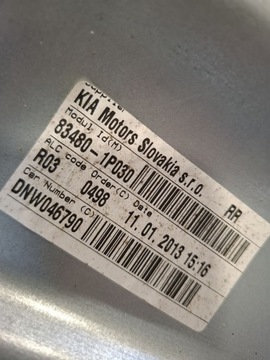 Supplier
KIA Motors Slovakia s.r.o.
Modul Id(M) RR
83480-1P030
ALC code Order(C) Date
R03 0498 11.01.2013 15:16
Car Number (C)
DNW046790